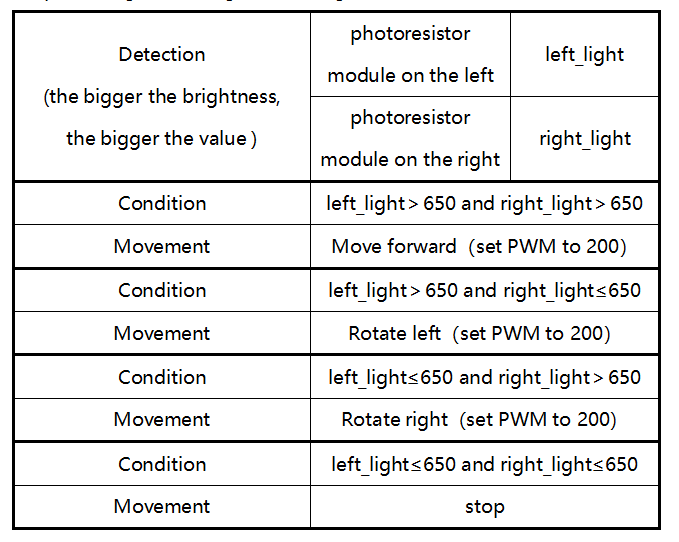 Detection
(the bigger the brightness,
the bigger the value )
photoresistor
module on the left
left_light
photoresistor
module on the right
right_light
Condition
left_light>650 and right_light>650
Movement
Move forward (set PWM to 200)
Condition
left_light>650 and right_light≤650
Movement
Rotate left (set PWM to 200)
Condition
left_light≤650 and right_light>650
Movement
Rotate right (set PWM to 200)
Condition
left_light≤650 and right_light≤650
Movement
stop